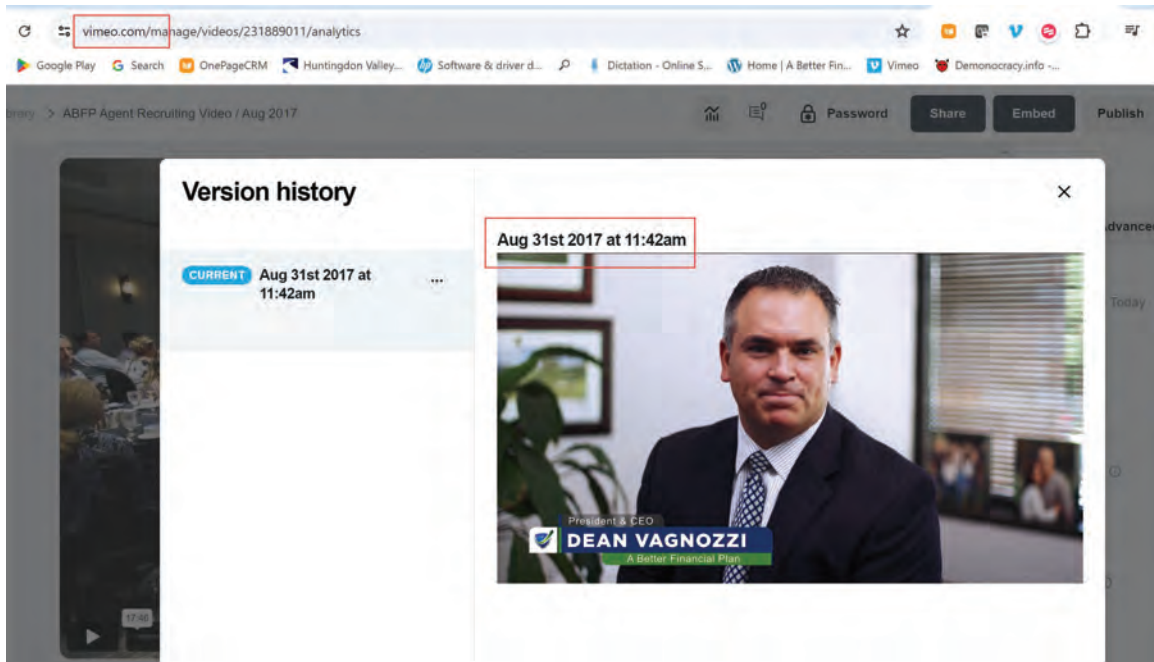 vimeo.com/manage/videos/231889011/analytics
Google Play Search OnePageCRM Huntingdon Valley... Software & driver d... Dictation - Online S... Home | A Better Fin... Vimeo Demonocracy.info -...
> ABFP Agent Recruiting Video / Aug 2017 Password Share Embed Publish
Version history
Aug 31st 2017 at 11:42am
CURRENT Aug 31st 2017 at ...
11:42am
Today
President & CEO
DEAN VAGNOZZI
A Better Financial Plan
17:40